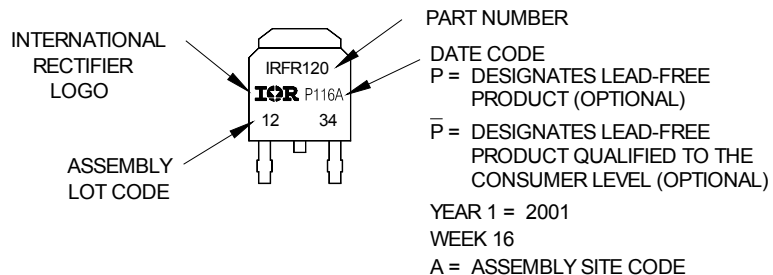 INTERNATIONAL
RECTIFIER
LOGO
ASSEMBLY
LOT CODE
IRFR120
IOR P116A
12 34
PART NUMBER
DATE CODE
P = DESIGNATES LEAD-FREE
PRODUCT (OPTIONAL)
P̅ = DESIGNATES LEAD-FREE
PRODUCT QUALIFIED TO THE
CONSUMER LEVEL (OPTIONAL)
YEAR 1 = 2001
WEEK 16
A = ASSEMBLY SITE CODE